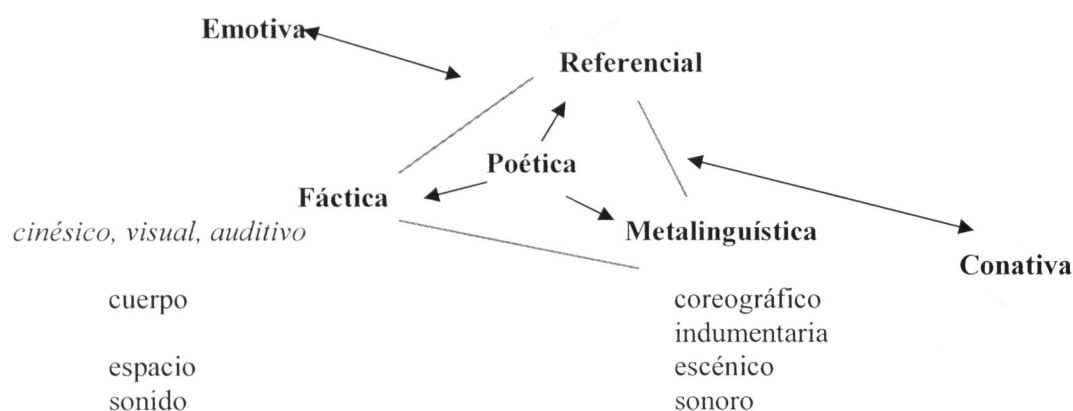 Emotiva
Referencial
Poética
Fáctica
cinésico, visual, auditivo
Metalinguística
Conativa
cuerpo
coreográfico
indumentaria
espacio
escénico
sonido
sonoro